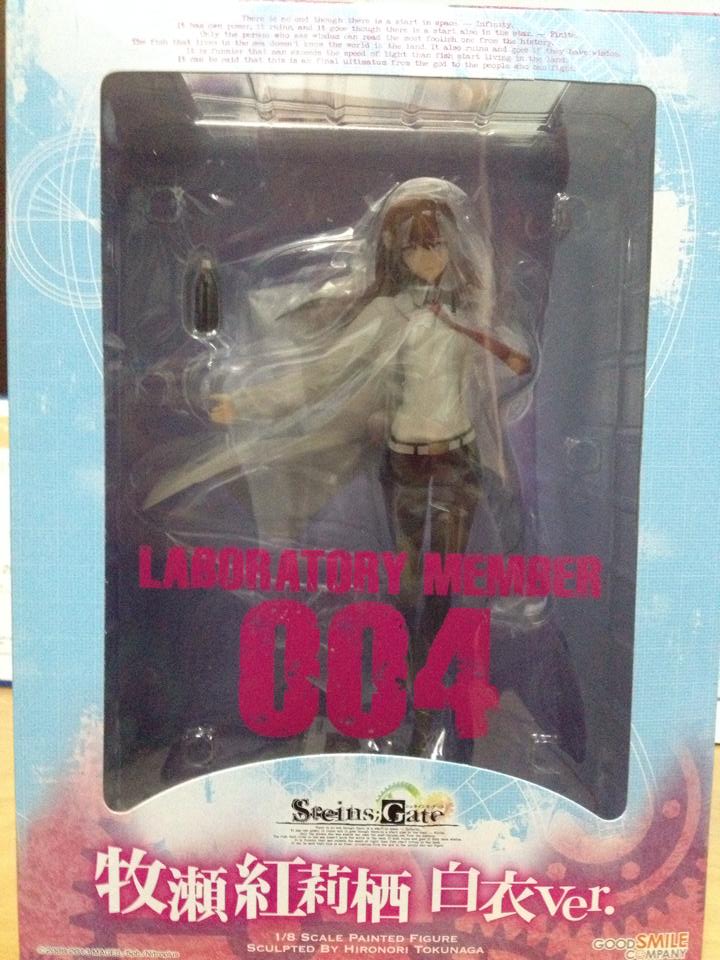 There is no end though there is a start in space — Infinity.
It has own power, it ruins, and it goes though there is a start also in the star. — Finite.
Only the person who was wisdom can read the most foolish one from the history.
The fish that lives in the sea doesn't know the world in the land. It also ruins and goes if they have wisdom.
It is funnier that man exceeds the speed of light than fish start living in the land.
It can be said that this is an final ultimatum from the god to the people who can fight.
LABORATORY MEMBER
004
Steins;Gate
牧瀬紅莉栖 白衣ver.
1/8 SCALE PAINTED FIGURE
SCULPTED BY HIRONORI TOKUNAGA
©2009-2013 MAGES./5pb./Nitroplus
GOOD SMILE
COMPANY